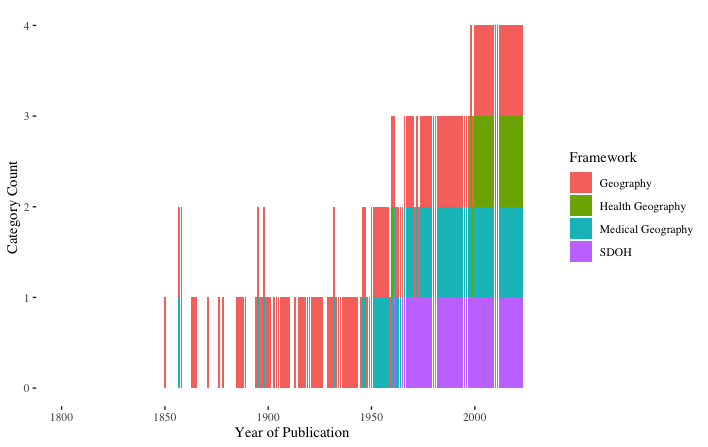 4
3
2
1
0
Category Count
1800 1850 1900 1950 2000
Year of Publication
Framework
Geography
Health Geography
Medical Geography
SDOH